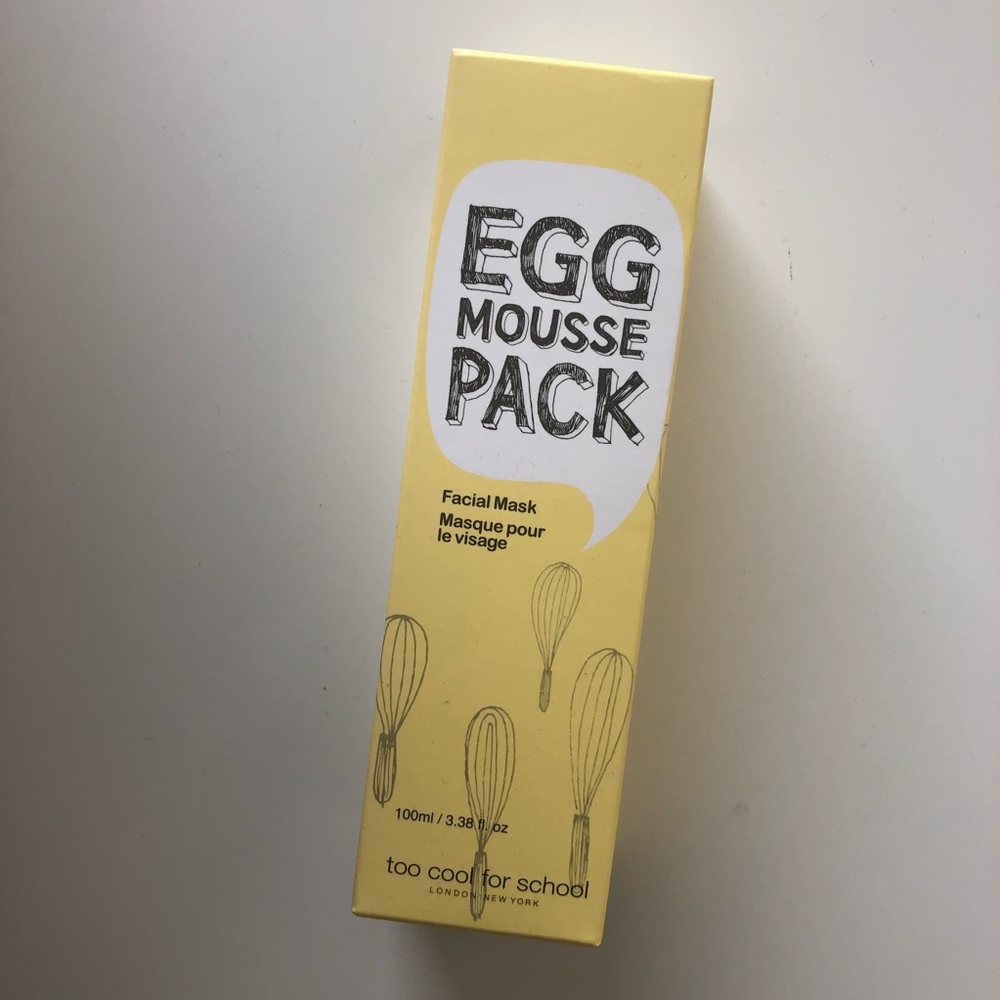 EGG
MOUSSE
PACK
Facial Mask
Masque pour
le visage
100ml / 3.38 fl. oz
too cool for school
LONDON NEW YORK